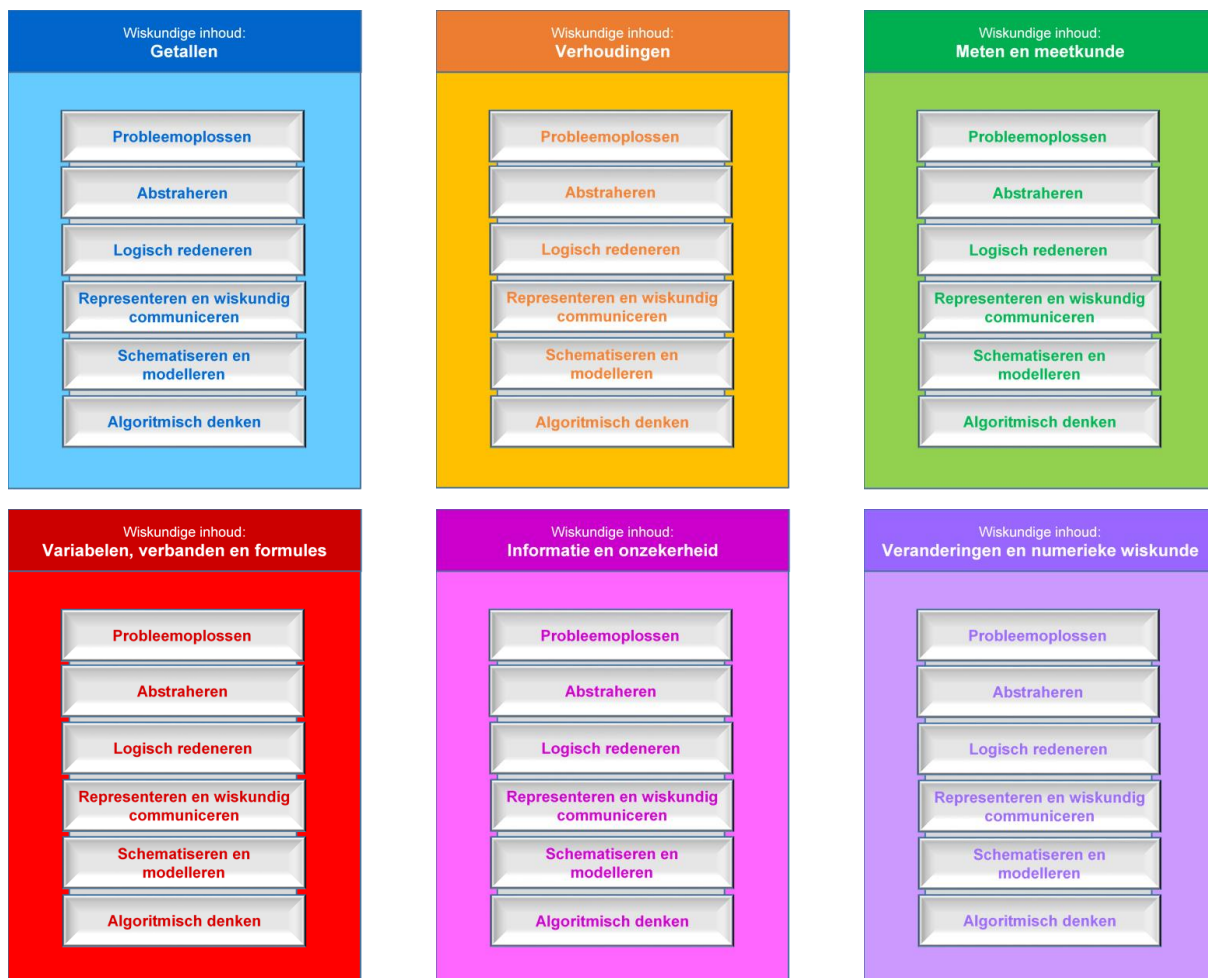 Wiskundige inhoud:
Getallen
Probleemoplossen
Abstraheren
Logisch redeneren
Representeren en wiskundig
communiceren
Schematiseren en
modelleren
Algoritmisch denken
Wiskundige inhoud:
Verhoudingen
Probleemoplossen
Abstraheren
Logisch redeneren
Representeren en wiskundig
communiceren
Schematiseren en
modelleren
Algoritmisch denken
Wiskundige inhoud:
Meten en meetkunde
Probleemoplossen
Abstraheren
Logisch redeneren
Representeren en wiskundig
communiceren
Schematiseren en
modelleren
Algoritmisch denken
Wiskundige inhoud:
Variabelen, verbanden en formules
Probleemoplossen
Abstraheren
Logisch redeneren
Representeren en wiskundig
communiceren
Schematiseren en
modelleren
Algoritmisch denken
Wiskundige inhoud:
Informatie en onzekerheid
Probleemoplossen
Abstraheren
Logisch redeneren
Representeren en wiskundig
communiceren
Schematiseren en
modelleren
Algoritmisch denken
Wiskundige inhoud:
Veranderingen en numerieke wiskunde
Probleemoplossen
Abstraheren
Logisch redeneren
Representeren en wiskundig
communiceren
Schematiseren en
modelleren
Algoritmisch denken